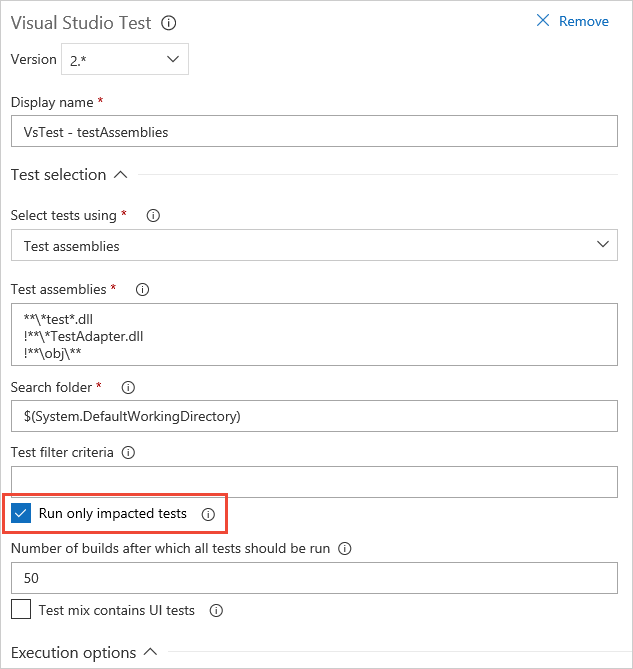 Visual Studio Test
Remove
Version 2.*
Display name *
VsTest - testAssemblies
Test selection
Select tests using *
Test assemblies
Test assemblies *
**\*test*.dll
!**\*TestAdapter.dll
!**\obj\**
Search folder *
$(System.DefaultWorkingDirectory)
Test filter criteria
Run only impacted tests
Number of builds after which all tests should be run
50
Test mix contains UI tests
Execution options